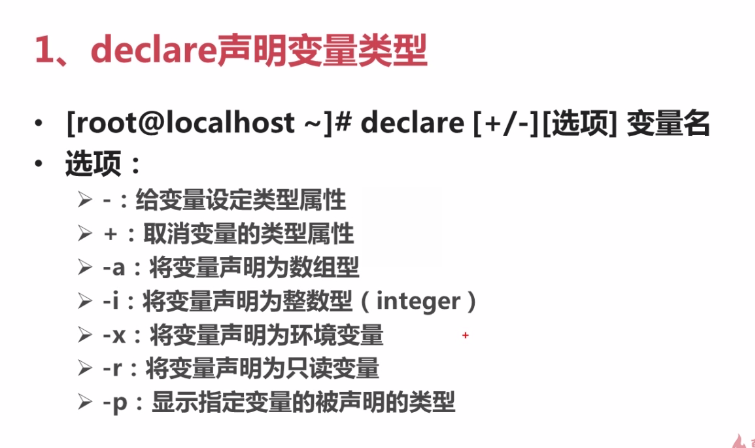 1、declare声明变量类型
• [root@localhost ~]# declare [+/-][选项] 变量名
• 选项：
➢ -：给变量设定类型属性
➢ +：取消变量的类型属性
➢ -a：将变量声明为数组型
➢ -i：将变量声明为整数型（integer）
➢ -x：将变量声明为环境变量
➢ -r：将变量声明为只读变量
➢ -p：显示指定变量的被声明的类型